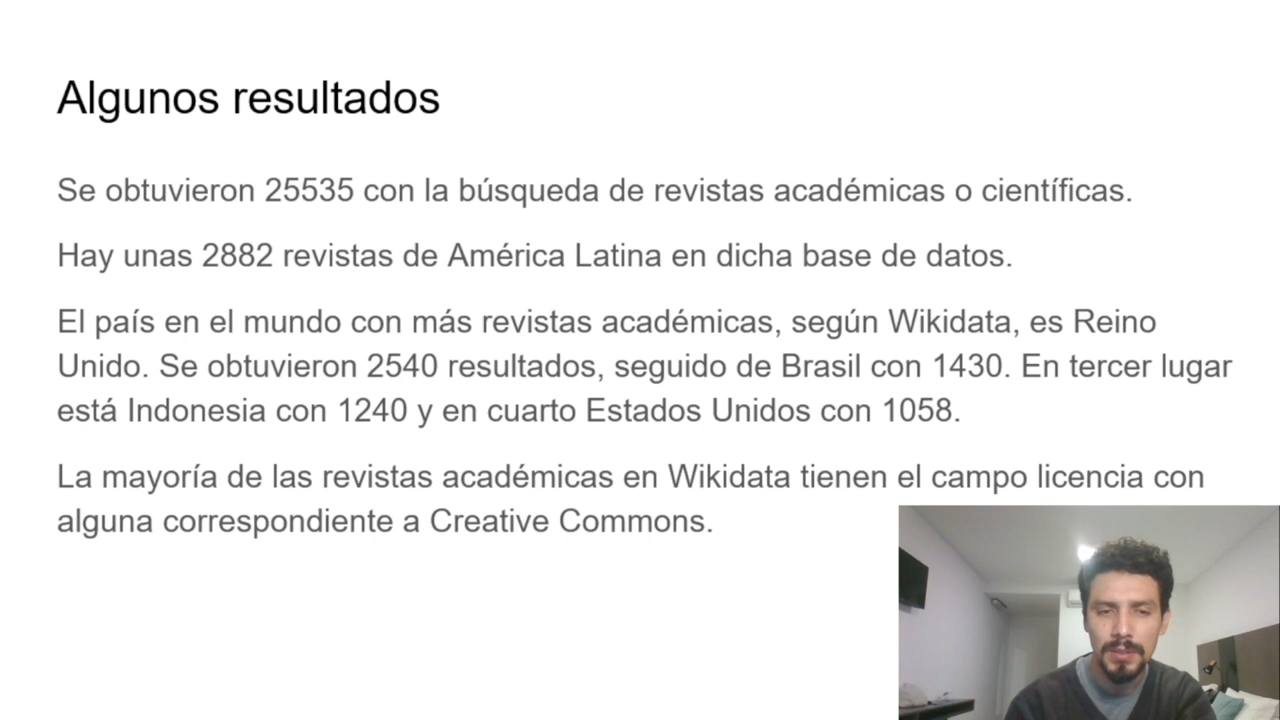 Algunos resultados
Se obtuvieron 25535 con la búsqueda de revistas académicas o científicas.
Hay unas 2882 revistas de América Latina en dicha base de datos.
El país en el mundo con más revistas académicas, según Wikidata, es Reino
Unido. Se obtuvieron 2540 resultados, seguido de Brasil con 1430. En tercer lugar
está Indonesia con 1240 y en cuarto Estados Unidos con 1058.
La mayoría de las revistas académicas en Wikidata tienen el campo licencia con
alguna correspondiente a Creative Commons.